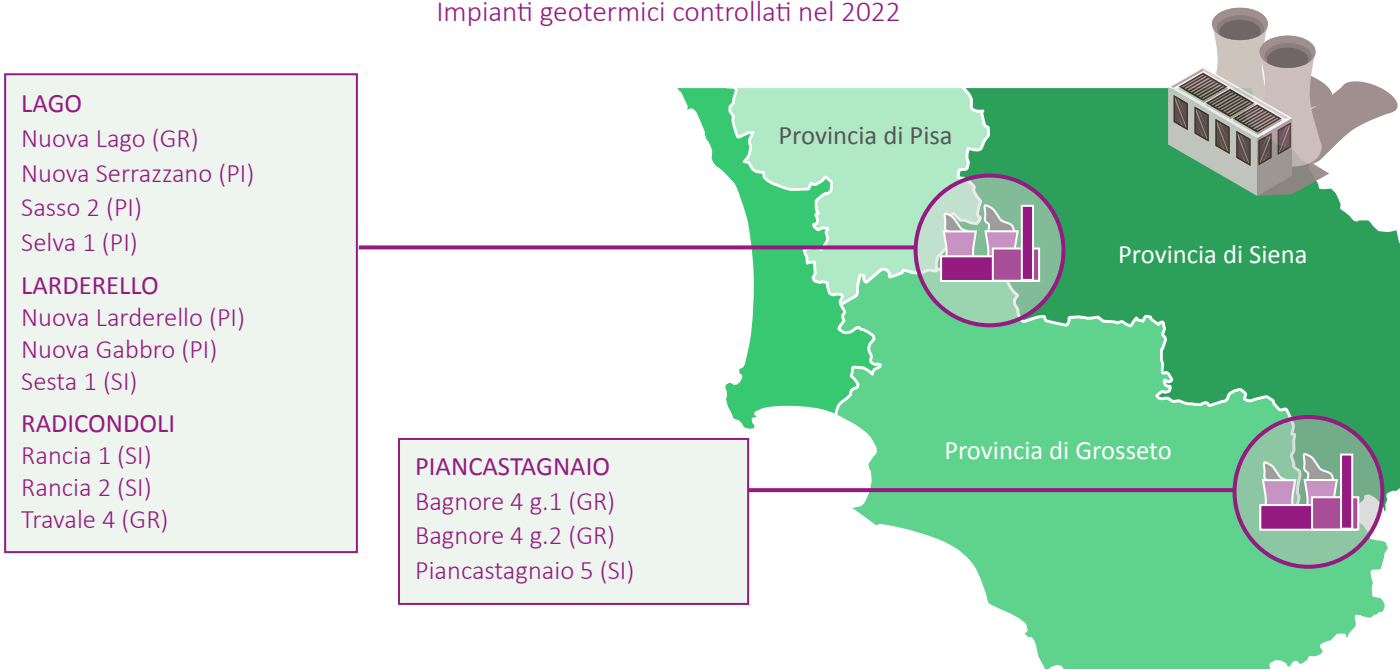 Impianti geotermici controllati nel 2022
LAGO
Nuova Lago (GR)
Nuova Serrazzano (PI)
Sasso 2 (PI)
Selva 1 (PI)
LARDERELLO
Nuova Larderello (PI)
Nuova Gabbro (PI)
Sesta 1 (SI)
RADICONDOLI
Rancia 1 (SI)
Rancia 2 (SI)
Travale 4 (GR)
PIANCASTAGNAIO
Bagnore 4 g.1 (GR)
Bagnore 4 g.2 (GR)
Piancastagnaio 5 (SI)
Provincia di Pisa
Provincia di Siena
Provincia di Grosseto